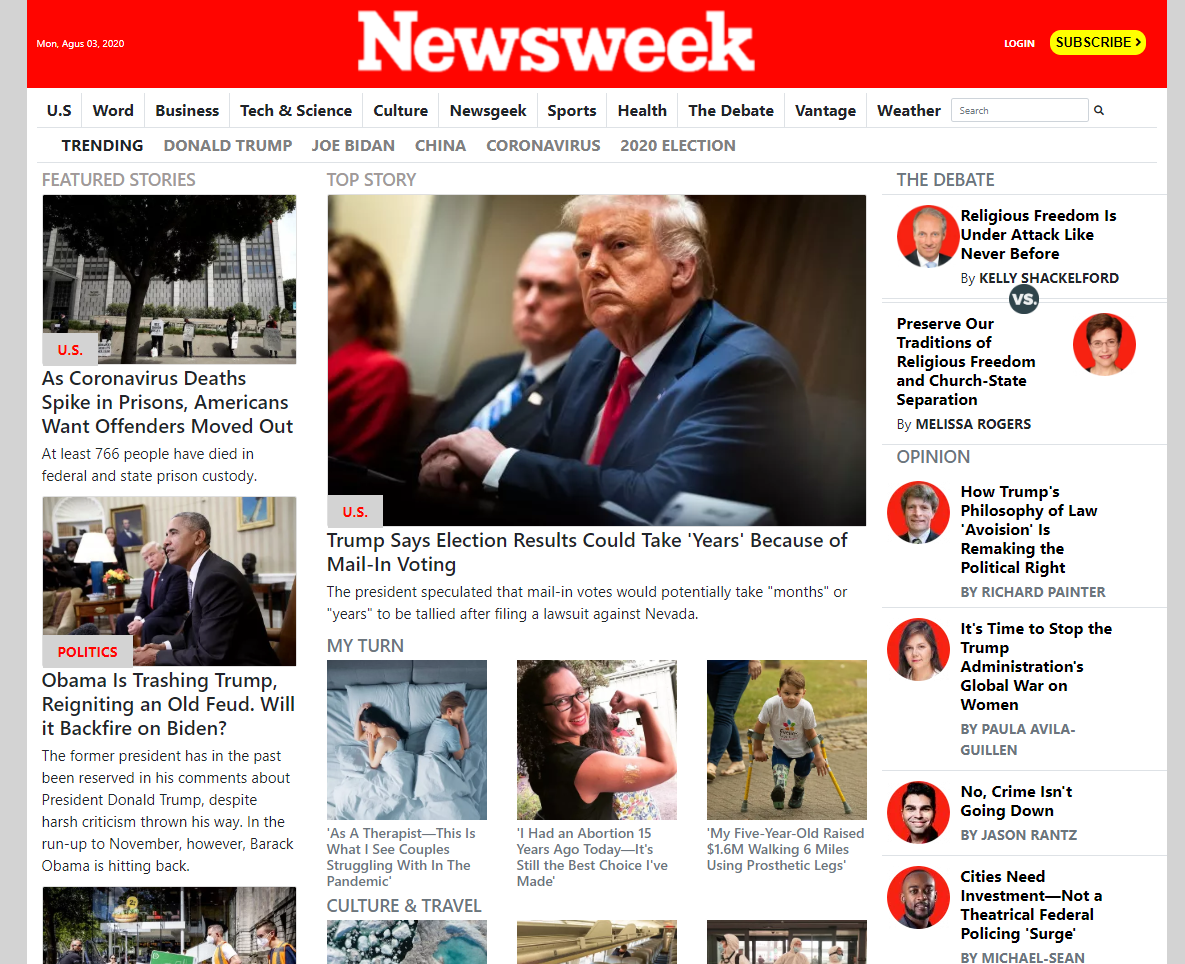 Mon, Agus 03, 2020
Newsweek
LOGIN
SUBSCRIBE
U.S
Word
Business
Tech & Science
Culture
Newsgeek
Sports
Health
The Debate
Vantage
Weather
Search
TRENDING
DONALD TRUMP
JOE BIDAN
CHINA
CORONAVIRUS
2020 ELECTION
FEATURED STORIES
U.S.
As Coronavirus Deaths
Spike in Prisons, Americans
Want Offenders Moved Out
At least 766 people have died in
federal and state prison custody.
POLITICS
Obama Is Trashing Trump,
Reigniting an Old Feud. Will
it Backfire on Biden?
The former president has in the past
been reserved in his comments about
President Donald Trump, despite
harsh criticism thrown his way. In the
run-up to November, however, Barack
Obama is hitting back.
TOP STORY
U.S.
Trump Says Election Results Could Take 'Years' Because of
Mail-In Voting
The president speculated that mail-in votes would potentially take "months" or
"years" to be tallied after filing a lawsuit against Nevada.
MY TURN
'As A Therapist—This Is
What I See Couples
Struggling With In The
Pandemic'
'I Had an Abortion 15
Years Ago Today—It's
Still the Best Choice I've
Made'
'My Five-Year-Old Raised
$1.6M Walking 6 Miles
Using Prosthetic Legs'
CULTURE & TRAVEL
THE DEBATE
Religious Freedom Is
Under Attack Like
Never Before
By KELLY SHACKELFORD
VS.
Preserve Our
Traditions of
Religious Freedom
and Church-State
Separation
By MELISSA ROGERS
OPINION
How Trump's
Philosophy of Law
'Avoision' Is
Remaking the
Political Right
BY RICHARD PAINTER
It's Time to Stop the
Trump
Administration's
Global War on
Women
BY PAULA AVILA-
GUILLEN
No, Crime Isn't
Going Down
BY JASON RANTZ
Cities Need
Investment—Not a
Theatrical Federal
Policing 'Surge'
BY MICHAEL-SEAN